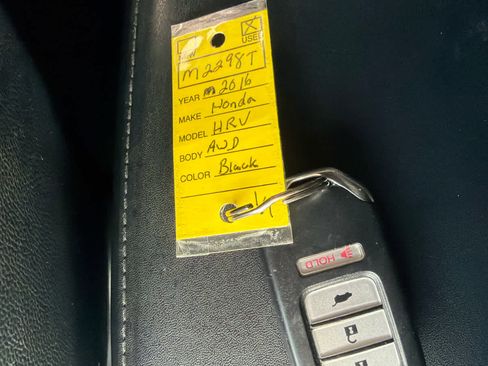 USED
M2298T
YEAR 2016
MAKE Honda
MODEL HRV
BODY AWD
COLOR Black
HOLD